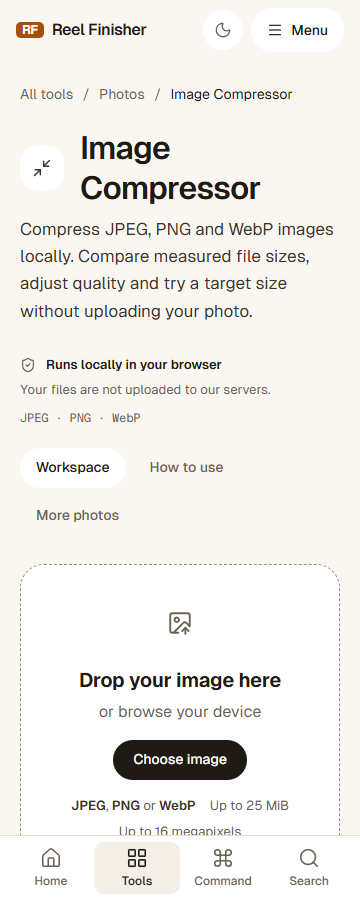 RF Reel Finisher Menu
All tools / Photos / Image Compressor
Image
Compressor
Compress JPEG, PNG and WebP images
locally. Compare measured file sizes,
adjust quality and try a target size
without uploading your photo.
Runs locally in your browser
Your files are not uploaded to our servers.
JPEG · PNG · WebP
Workspace How to use
More photos
Drop your image here
or browse your device
Choose image
JPEG, PNG or WebP Up to 25 MiB
Up to 16 megapixels
Home Tools Command Search